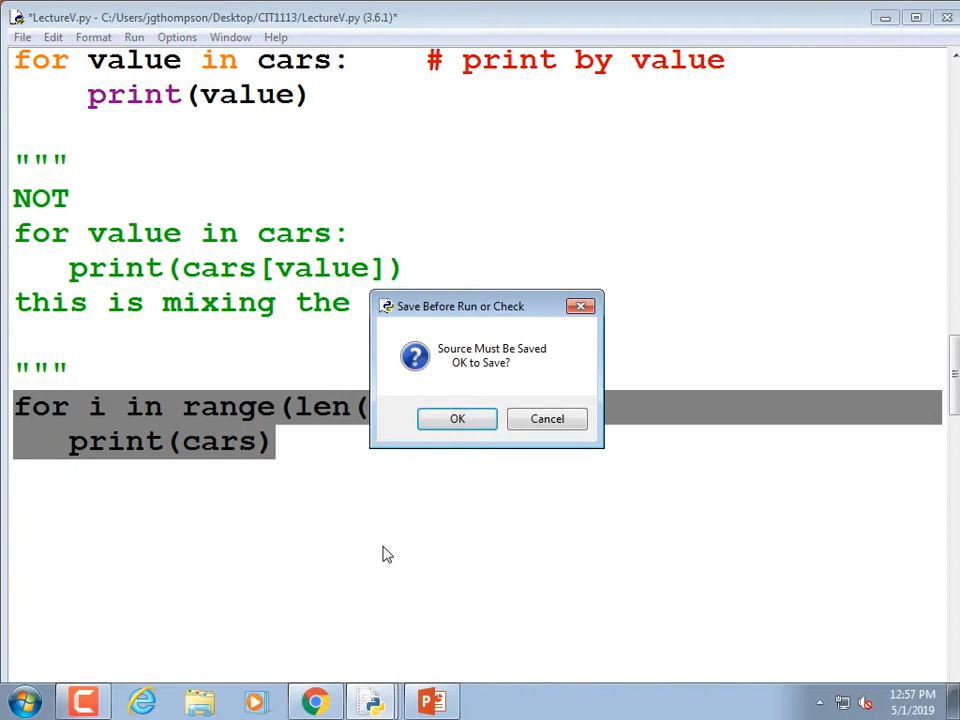 *LectureV.py - C:/Users/jgthompson/Desktop/CIT1113/LectureV.py (3.6.1)*
File Edit Format Run Options Window Help
for value in cars: # print by value
print(value)
"""
NOT
for value in cars:
print(cars[value])
this is mixing the
"""
for i in range(len(
print(cars)
Save Before Run or Check
Source Must Be Saved
OK to Save?
OK Cancel
12:57 PM
5/1/2019